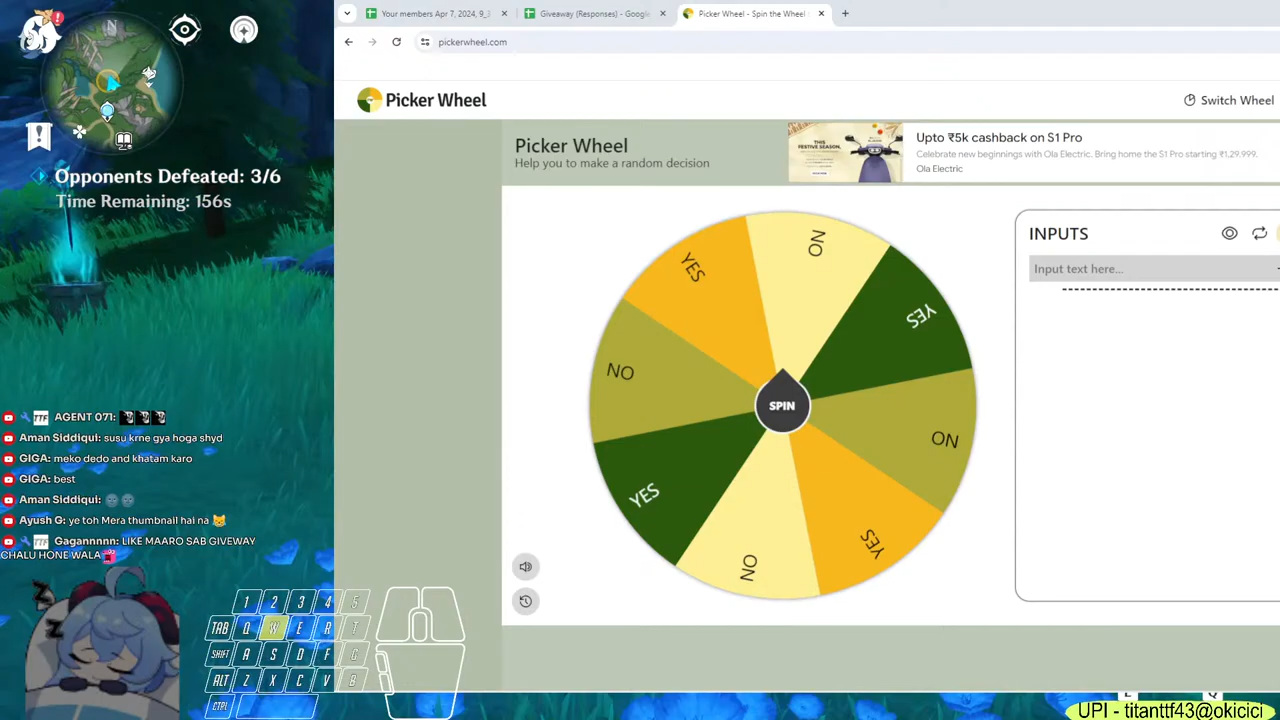 Your members Apr 7, 2024, 9
Giveaway (Responses) - Google
Picker Wheel - Spin the Wheel
pickerwheel.com
N
Picker Wheel
Switch Wheel
Picker Wheel
Help you to make a random decision
Upto ₹5k cashback on S1 Pro
Celebrate new beginnings with Ola Electric: Bring home the S1 Pro starting ₹1,29,999.
Ola Electric
Opponents Defeated: 3/6
Time Remaining: 156s
INPUTS
Input text here...
NO
YES
NO
YES
NO
YES
NO
YES
SPIN
TTF AGENT 071:
Aman Siddiqui: susu krne gya hoga shyd
GIGA: meko dedo and khatam karo
GIGA: best
Aman Siddiqui:
Ayush G: ye toh Mera thumbnail hai na
TTF Gagannnnn: LIKE MAARO SAB GIVEWAY
CHALU HONE WALA
1 2 3 4 5
TAB Q W E R T
SHIFT A S D F G
ALT Z X C V B
CTRL
UPI - titanttf43@okicici